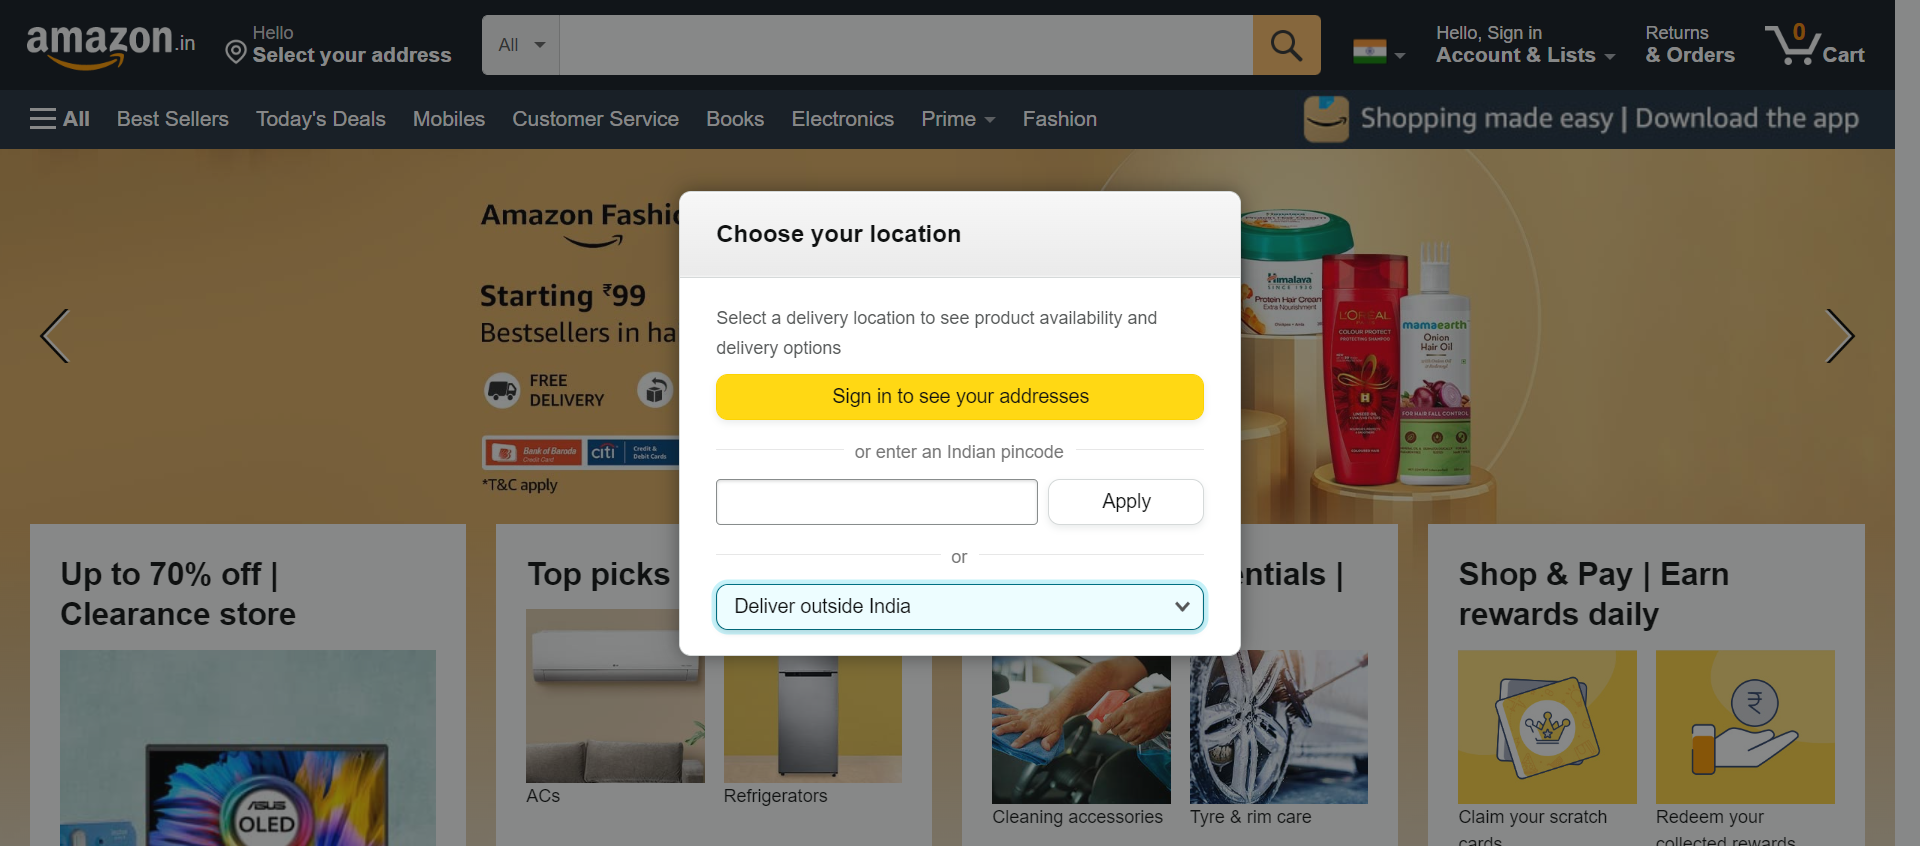 amazon.in
Hello
Select your address
All
Hello, Sign in
Account & Lists
Returns
& Orders
0
Cart
All
Best Sellers
Today's Deals
Mobiles
Customer Service
Books
Electronics
Prime
Fashion
Shopping made easy | Download the app
Amazon Fashi
Starting ₹99
Bestsellers in ha
FREE
DELIVERY
Bank of Baroda
Credit Card
citi
Credit &
Debit Cards
*T&C apply
Choose your location
Select a delivery location to see product availability and
delivery options
Sign in to see your addresses
or enter an Indian pincode
Apply
or
Deliver outside India
Himalaya
SINCE 1930
Protein Hair Cream
Extra Nourishment
L'ORÉAL
COLOUR PROTECT
PROTECTING SHAMPOO
mamaearth
Onion
Hair Oil
FOR HAIR FALL CONTROL
Up to 70% off |
Clearance store
ASUS
OLED
Top picks
ACs
Refrigerators
entials |
Cleaning accessories
Tyre & rim care
Shop & Pay | Earn
rewards daily
₹
Claim your scratch
cards
Redeem your
collected rewards